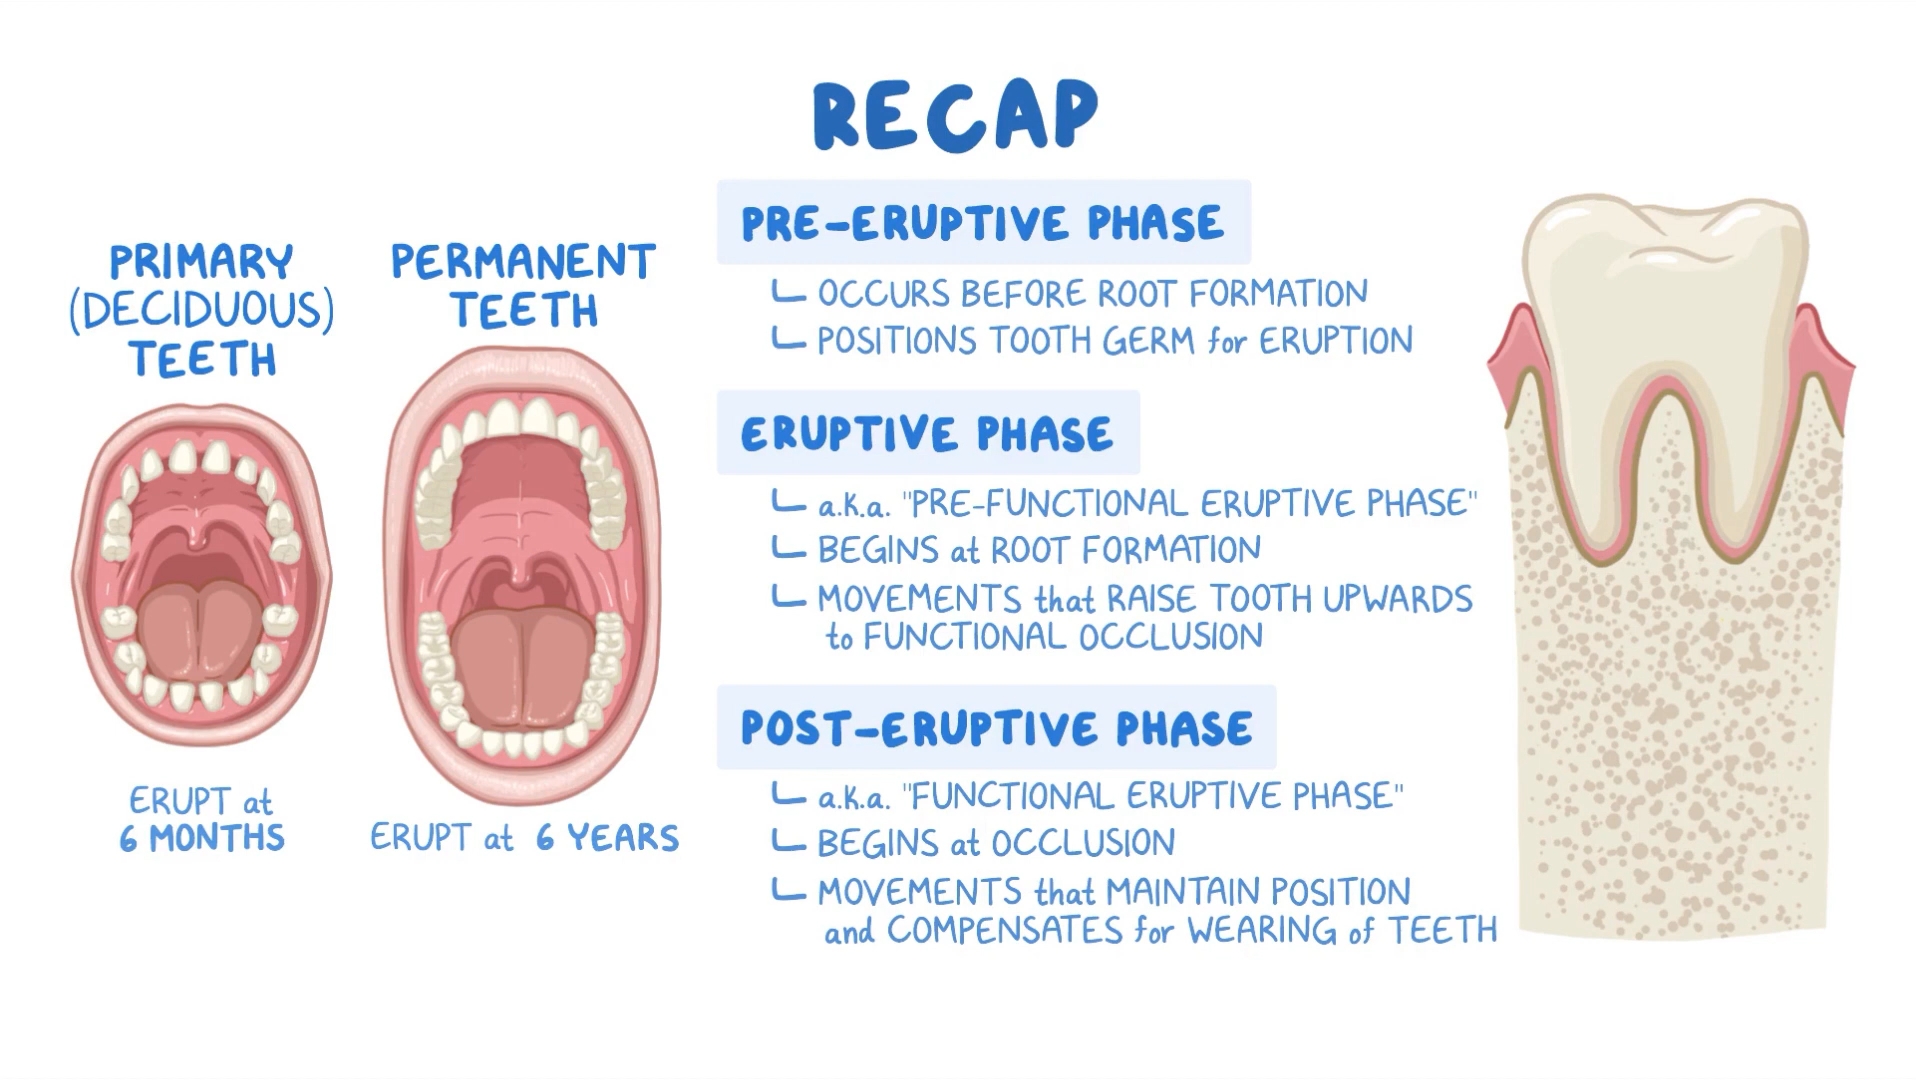 RECAP
PRIMARY
(DECIDUOUS)
TEETH
ERUPT at
6 MONTHS
PERMANENT
TEETH
ERUPT at 6 YEARS
PRE-ERUPTIVE PHASE
OCCURS BEFORE ROOT FORMATION
POSITIONS TOOTH GERM for ERUPTION
ERUPTIVE PHASE
a.k.a. "PRE-FUNCTIONAL ERUPTIVE PHASE"
BEGINS at ROOT FORMATION
MOVEMENTS that RAISE TOOTH UPWARDS
to FUNCTIONAL OCCLUSION
POST-ERUPTIVE PHASE
a.k.a. "FUNCTIONAL ERUPTIVE PHASE"
BEGINS at OCCLUSION
MOVEMENTS that MAINTAIN POSITION
and COMPENSATES for WEARING of TEETH